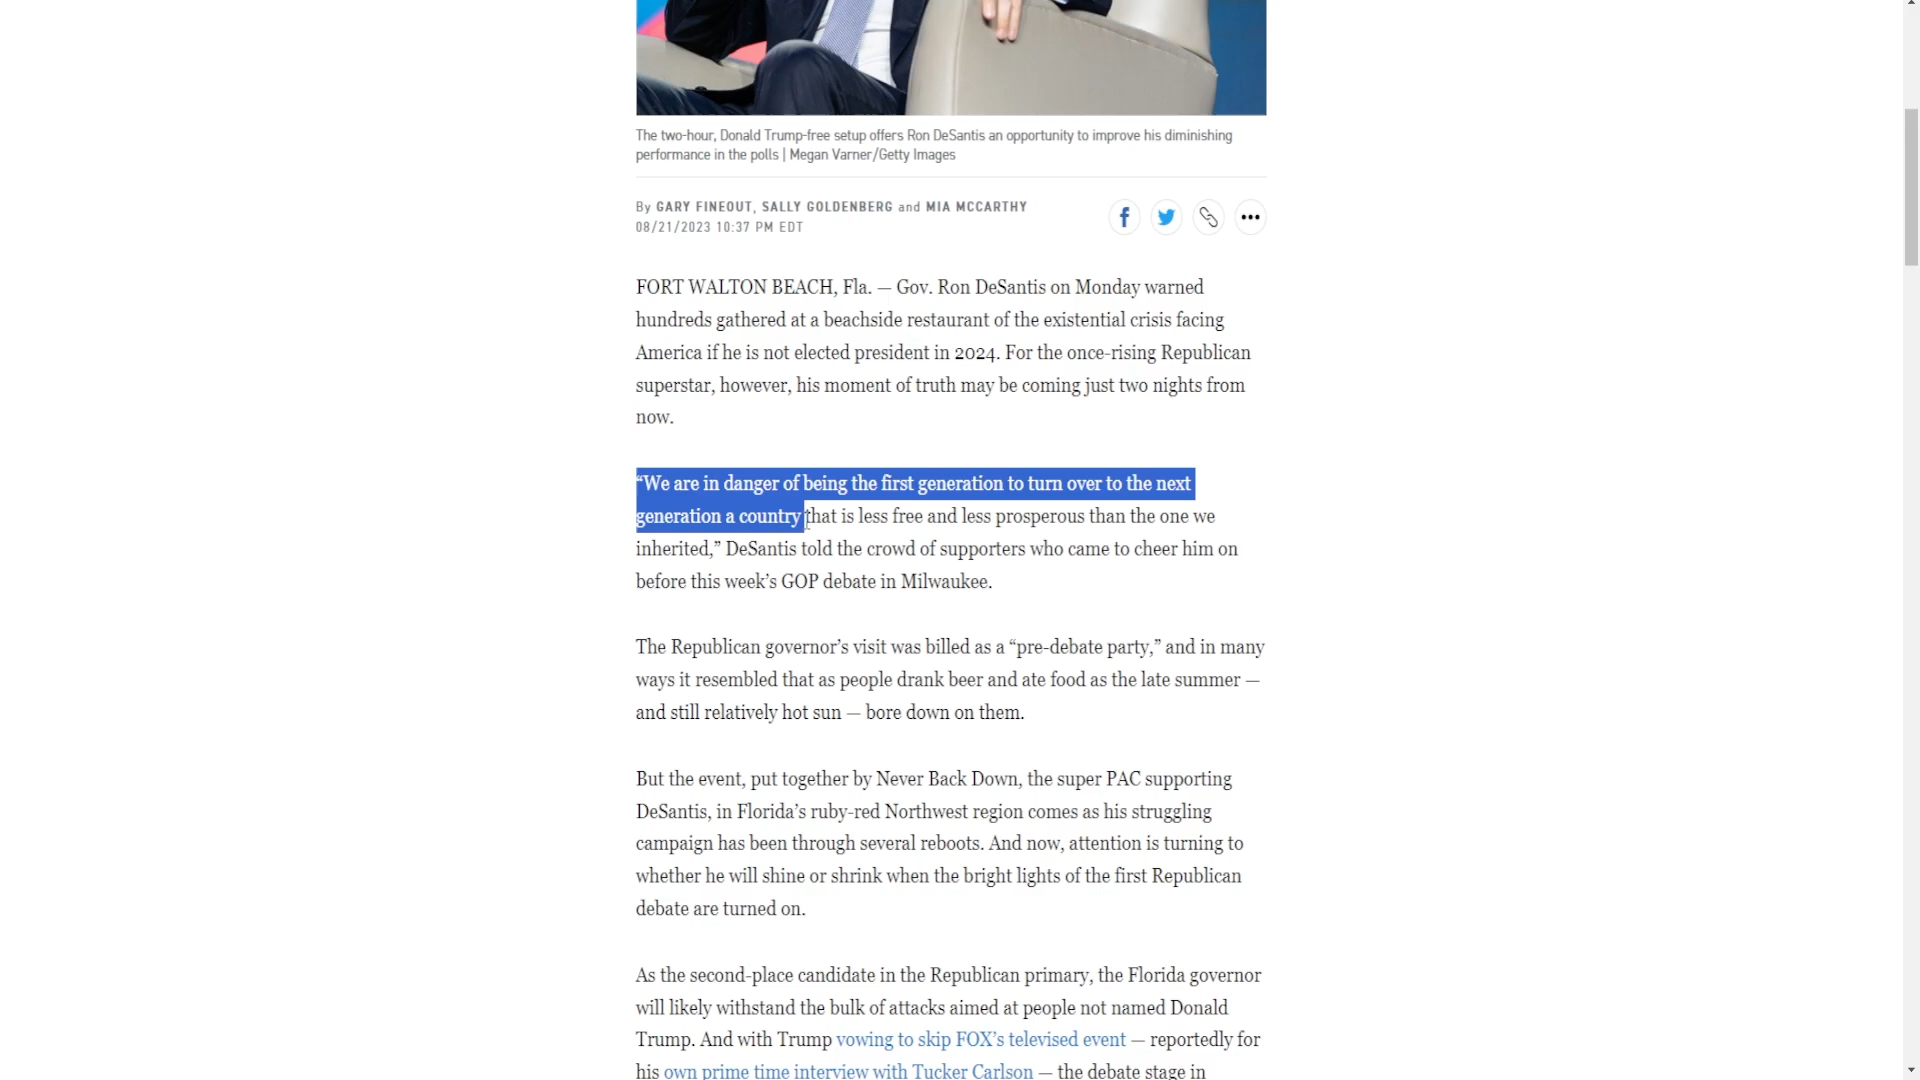 The two-hour, Donald Trump-free setup offers Ron DeSantis an opportunity to improve his diminishing
performance in the polls | Megan Varner/Getty Images
By GARY FINEOUT, SALLY GOLDENBERG and MIA MCCARTHY
08/21/2023 10:37 PM EDT
FORT WALTON BEACH, Fla. — Gov. Ron DeSantis on Monday warned
hundreds gathered at a beachside restaurant of the existential crisis facing
America if he is not elected president in 2024. For the once-rising Republican
superstar, however, his moment of truth may be coming just two nights from
now.
“We are in danger of being the first generation to turn over to the next
generation a country that is less free and less prosperous than the one we
inherited,” DeSantis told the crowd of supporters who came to cheer him on
before this week’s GOP debate in Milwaukee.
The Republican governor’s visit was billed as a “pre-debate party,” and in many
ways it resembled that as people drank beer and ate food as the late summer —
and still relatively hot sun — bore down on them.
But the event, put together by Never Back Down, the super PAC supporting
DeSantis, in Florida’s ruby-red Northwest region comes as his struggling
campaign has been through several reboots. And now, attention is turning to
whether he will shine or shrink when the bright lights of the first Republican
debate are turned on.
As the second-place candidate in the Republican primary, the Florida governor
will likely withstand the bulk of attacks aimed at people not named Donald
Trump. And with Trump vowing to skip FOX’s televised event — reportedly for
his own prime time interview with Tucker Carlson — the debate stage in